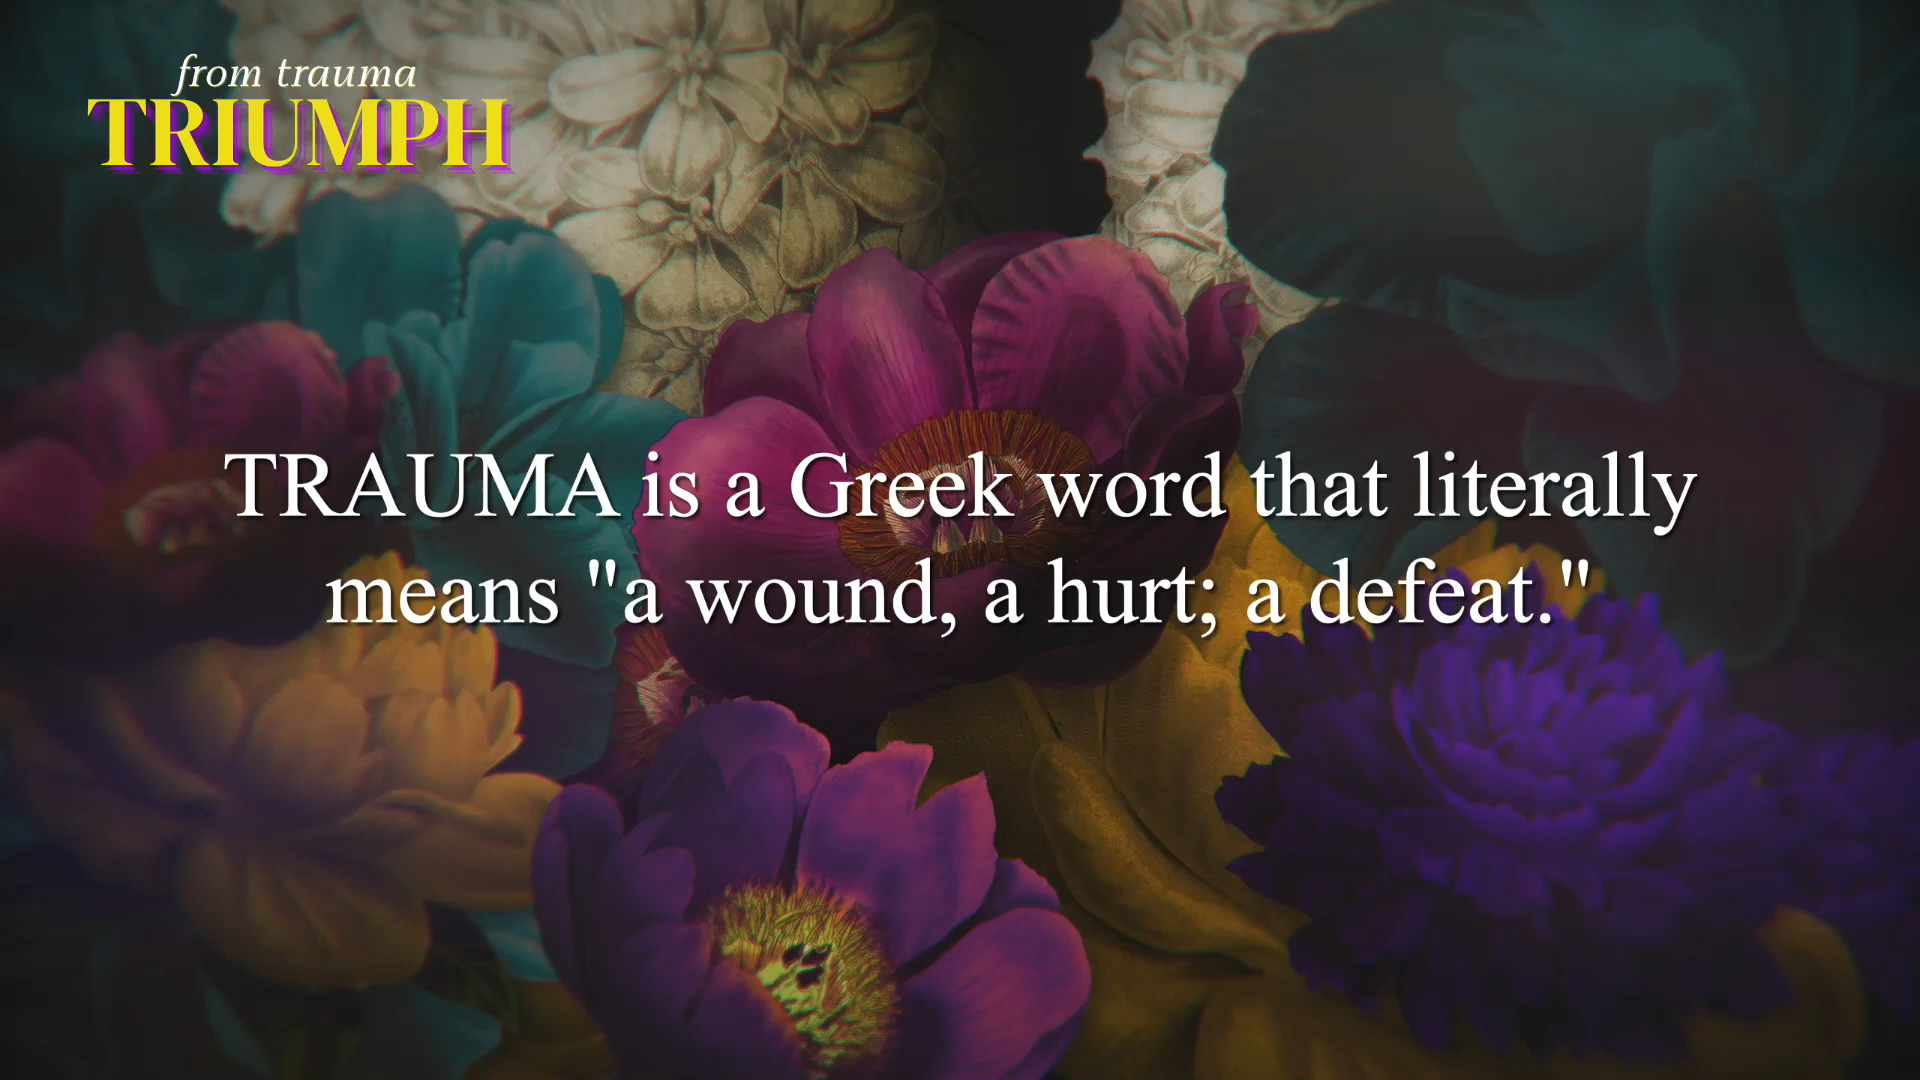 from trauma
TRIUMPH
TRAUMA is a Greek word that literally
means "a wound, a hurt; a defeat."